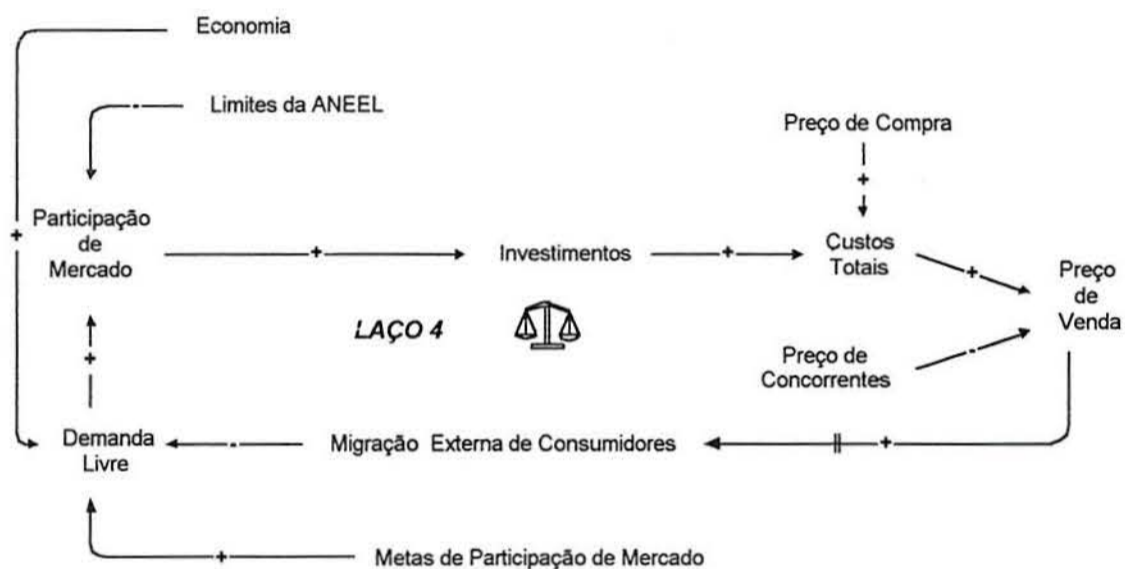 Economia
Limites da ANEEL
Preço de Compra
+
-
+
Participação
de
Mercado
+
Investimentos
+
Custos
Totais
+
Preço
de
Venda
LAÇO 4
Preço de
Concorrentes
-
+
Demanda
Livre
-
Migração Externa de Consumidores
+
+
Metas de Participação de Mercado